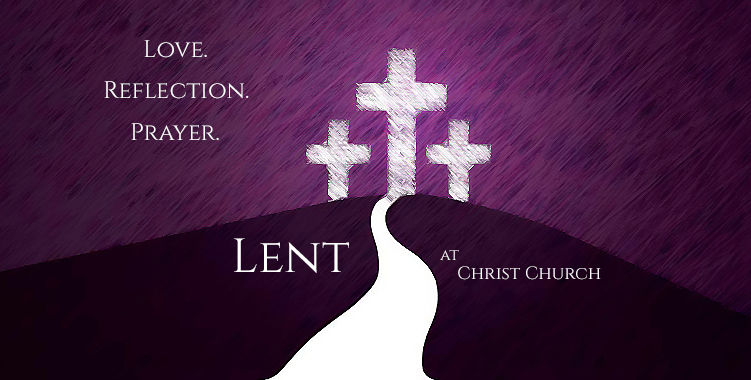 Love.
Reflection.
Prayer.
Lent
at
Christ Church